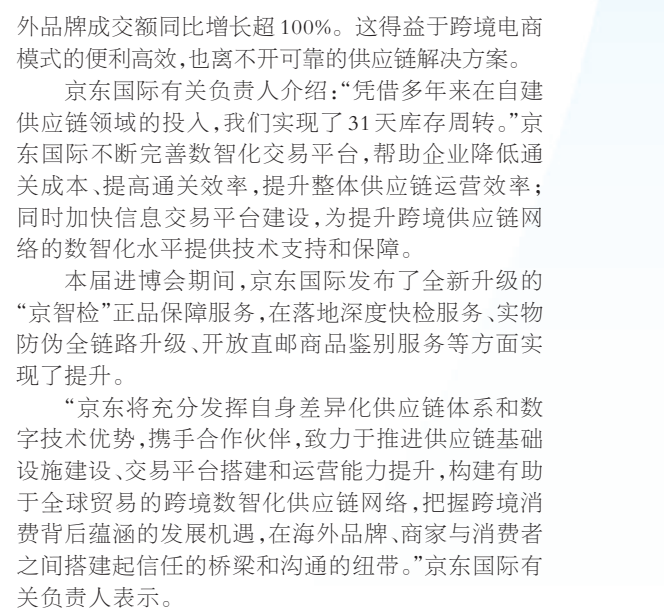 外品牌成交额同比增长超100%。这得益于跨境电商
模式的便利高效,也离不开可靠的供应链解决方案。
京东国际有关负责人介绍:“凭借多年来在自建
供应链领域的投入,我们实现了31天库存周转。”京
东国际不断完善数智化交易平台,帮助企业降低通
关成本、提高通关效率,提升整体供应链运营效率;
同时加快信息交易平台建设,为提升跨境供应链网
络的数智化水平提供技术支持和保障。
本届进博会期间,京东国际发布了全新升级的
“京智检”正品保障服务,在落地深度快检服务、实物
防伪全链路升级、开放直邮商品鉴别服务等方面实
现了提升。
“京东将充分发挥自身差异化供应链体系和数
字技术优势,携手合作伙伴,致力于推进供应链基础
设施建设、交易平台搭建和运营能力提升,构建有助
于全球贸易的跨境数智化供应链网络,把握跨境消
费背后蕴涵的发展机遇,在海外品牌、商家与消费者
之间搭建起信任的桥梁和沟通的纽带。”京东国际有
关负责人表示。